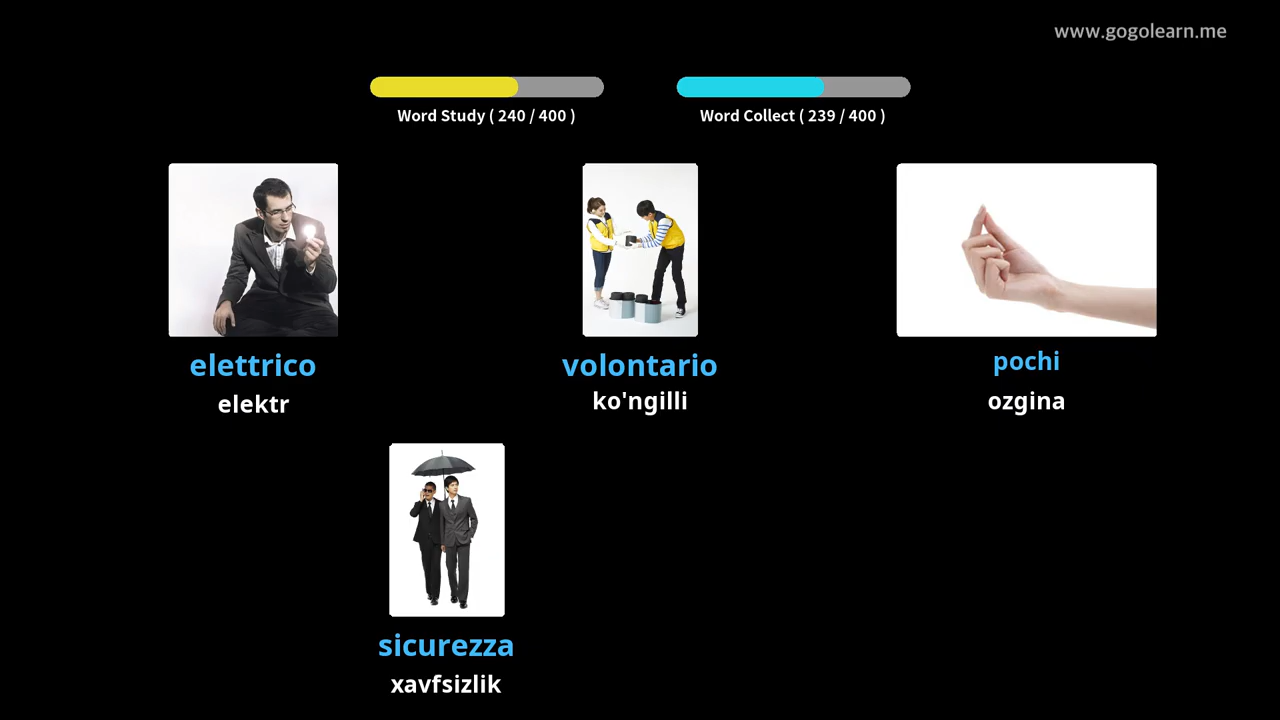 www.gogolearn.me
Word Study ( 240 / 400 )
Word Collect ( 239 / 400 )
elettrico
elektr
volontario
ko'ngilli
pochi
ozgina
sicurezza
xavfsizlik